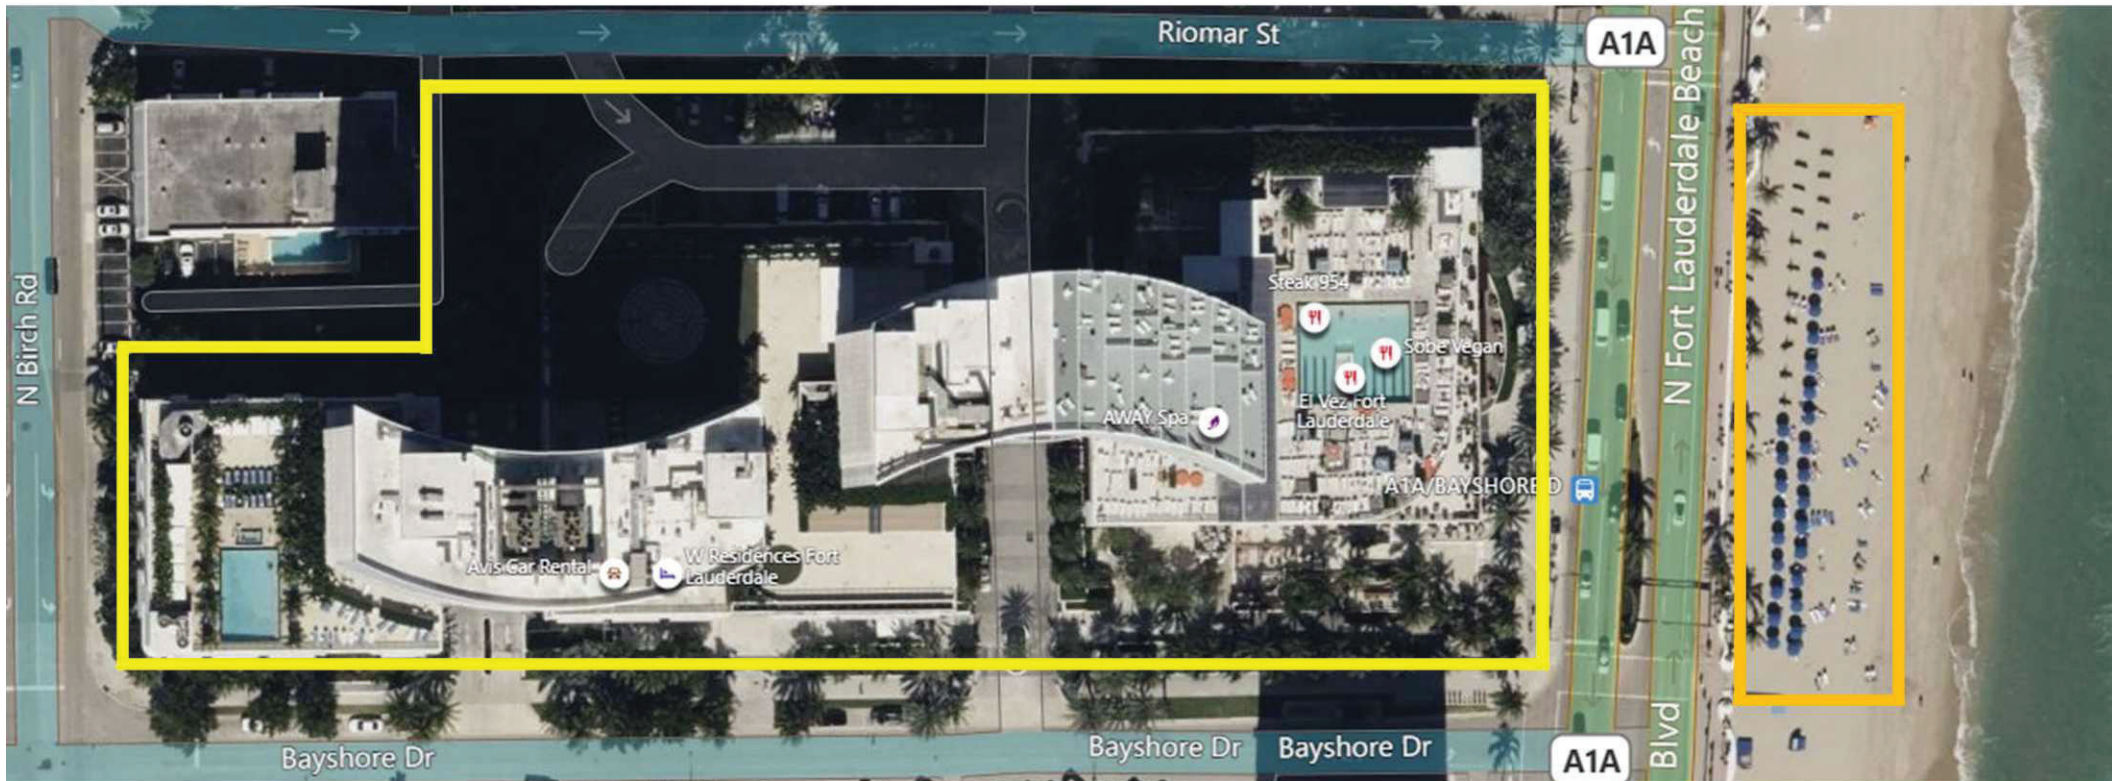 Riomar St
A1A
N Fort Lauderdale Beach
Blvd
N Birch Rd
Steak 954
Sobe Vegan
El Vez Fort
Lauderdale
AWAY Spa
A1A/BAYSHORE D
Avis Car Rental
W Residences Fort
Lauderdale
Bayshore Dr
Bayshore Dr
Bayshore Dr
A1A